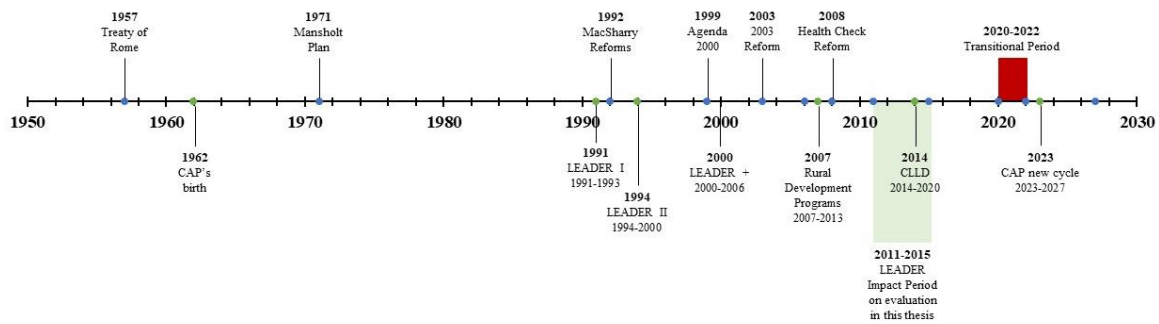 1957
Treaty of
Rome
1971
Mansholt
Plan
1992
MacSharry
Reforms
1999
Agenda
2000
2003
2003
Reform
2008
Health Check
Reform
2020-2022
Transitional Period
1950 1960 1970 1980 1990 2000 2010 2020 2030
1962
CAP's
birth
1991
LEADER I
1991-1993
1994
LEADER II
1994-2000
2000
LEADER +
2000-2006
2007
Rural
Development
Programs
2007-2013
2014
CLLD
2014-2020
2023
CAP new cycle
2023-2027
2011-2015
LEADER
Impact Period
on evaluation
in this thesis